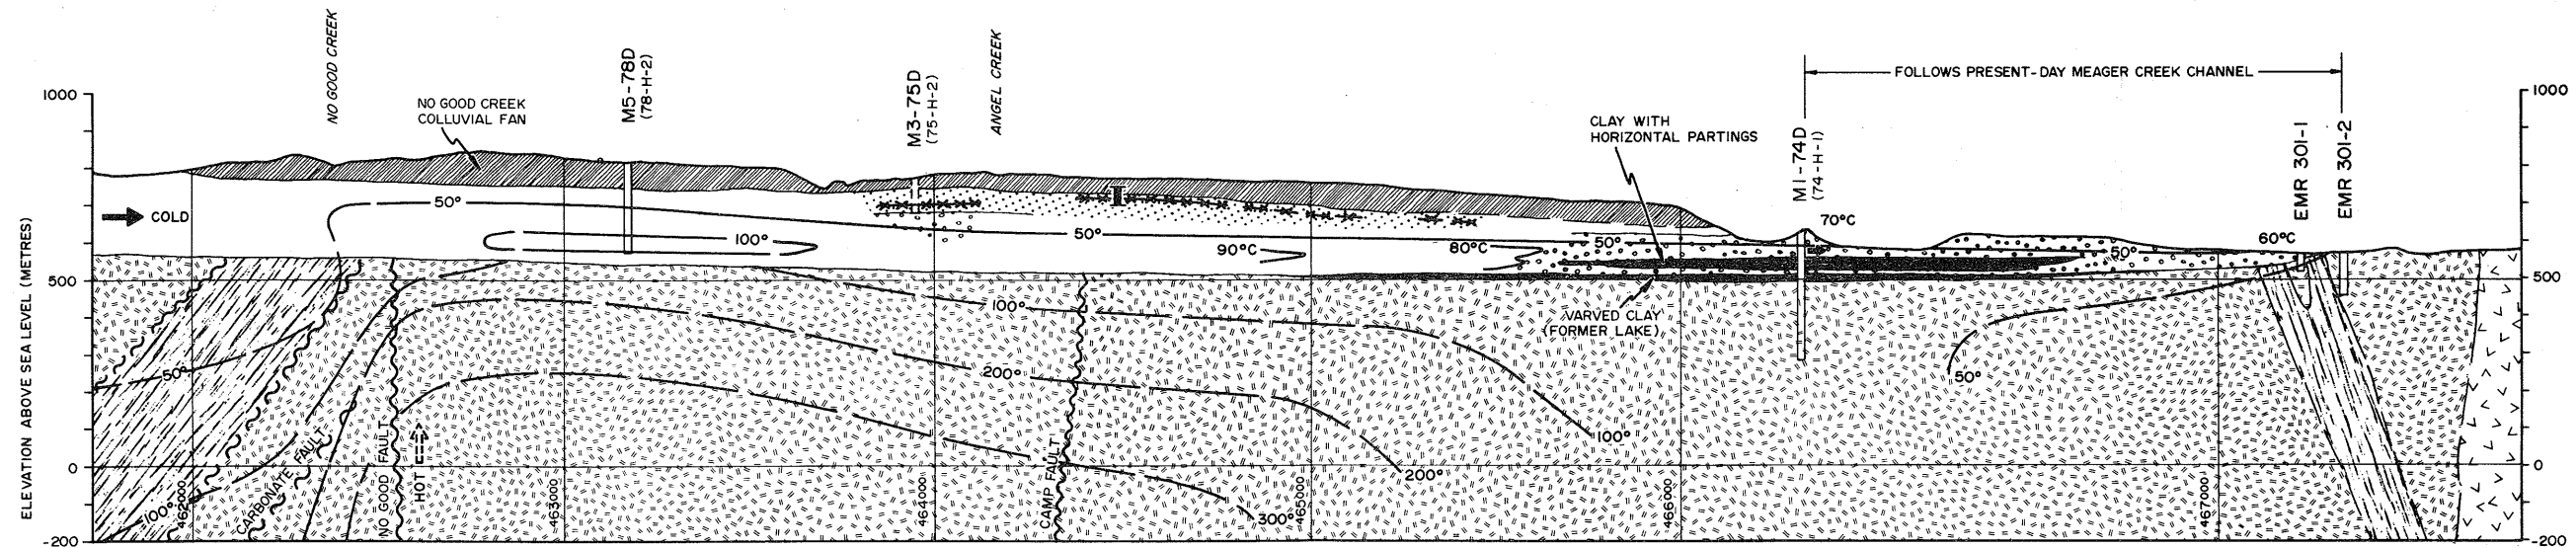 NO GOOD CREEK
NO GOOD CREEK
COLLUVIAL FAN
M5-78D
(78-H-2)
M3-75D
(75-H-2)
ANGEL CREEK
CLAY WITH
HORIZONTAL PARTINGS
M1-74D
(74-H-1)
FOLLOWS PRESENT-DAY MEAGER CREEK CHANNEL
EMR 301-1
EMR 301-2
ELEVATION ABOVE SEA LEVEL (METRES)
1000
500
0
-200
1000
500
0
-200
COLD
50°
100°
50°
90°C
80°C
50°
70°C
50°
60°C
VARVED CLAY
(FORMER LAKE)
100°
200°
300°
100°
200°
50°
50°
100°
CARBONATE FAULT
NO GOOD FAULT
HOT
CAMP FAULT
462000
463000
464000
465000
466000
467000